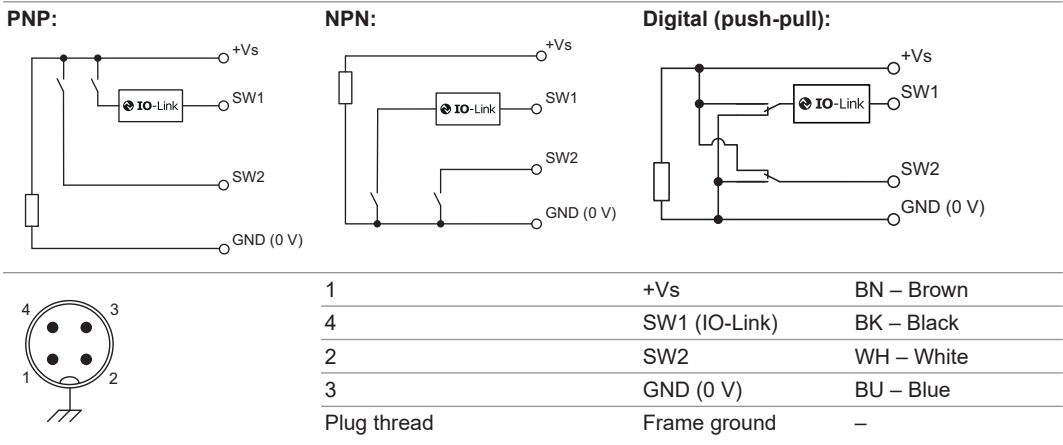 PNP:
NPN:
Digital (push-pull):
+Vs
IO-Link
SW1
SW2
GND (0 V)
+Vs
IO-Link
SW1
SW2
GND (0 V)
+Vs
IO-Link
SW1
SW2
GND (0 V)
4 3
1 2
1 +Vs BN – Brown
4 SW1 (IO-Link) BK – Black
2 SW2 WH – White
3 GND (0 V) BU – Blue
Plug thread Frame ground –